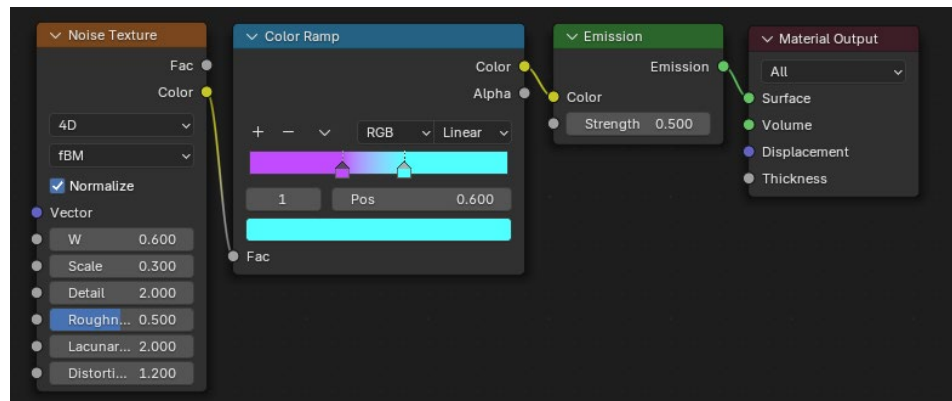 Noise Texture
Fac
Color
4D
fBM
Normalize
Vector
W 0.600
Scale 0.300
Detail 2.000
Roughn... 0.500
Lacunar... 2.000
Distorti... 1.200
Color Ramp
Color
Alpha
+ − RGB Linear
1 Pos 0.600
Fac
Emission
Emission
Color
Strength 0.500
Material Output
All
Surface
Volume
Displacement
Thickness